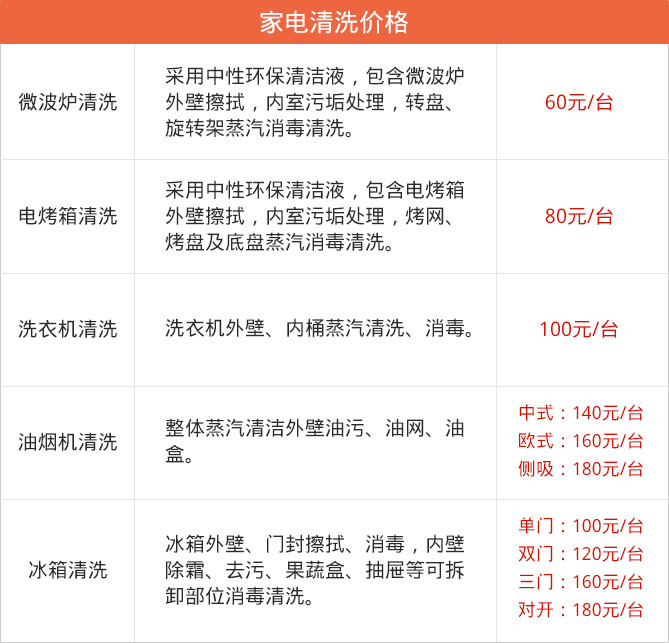 家电清洗价格
微波炉清洗
采用中性环保清洁液，包含微波炉
外壁擦拭，内室污垢处理，转盘、
旋转架蒸汽消毒清洗。
60元/台
电烤箱清洗
采用中性环保清洁液，包含电烤箱
外壁擦拭，内室污垢处理，烤网、
烤盘及底盘蒸汽消毒清洗。
80元/台
洗衣机清洗
洗衣机外壁、内桶蒸汽清洗、消毒。
100元/台
油烟机清洗
整体蒸汽清洁外壁油污、油网、油
盒。
中式：140元/台
欧式：160元/台
侧吸：180元/台
冰箱清洗
冰箱外壁、门封擦拭、消毒，内壁
除霜、去污、果蔬盒、抽屉等可拆
卸部位消毒清洗。
单门：100元/台
双门：120元/台
三门：160元/台
对开：180元/台